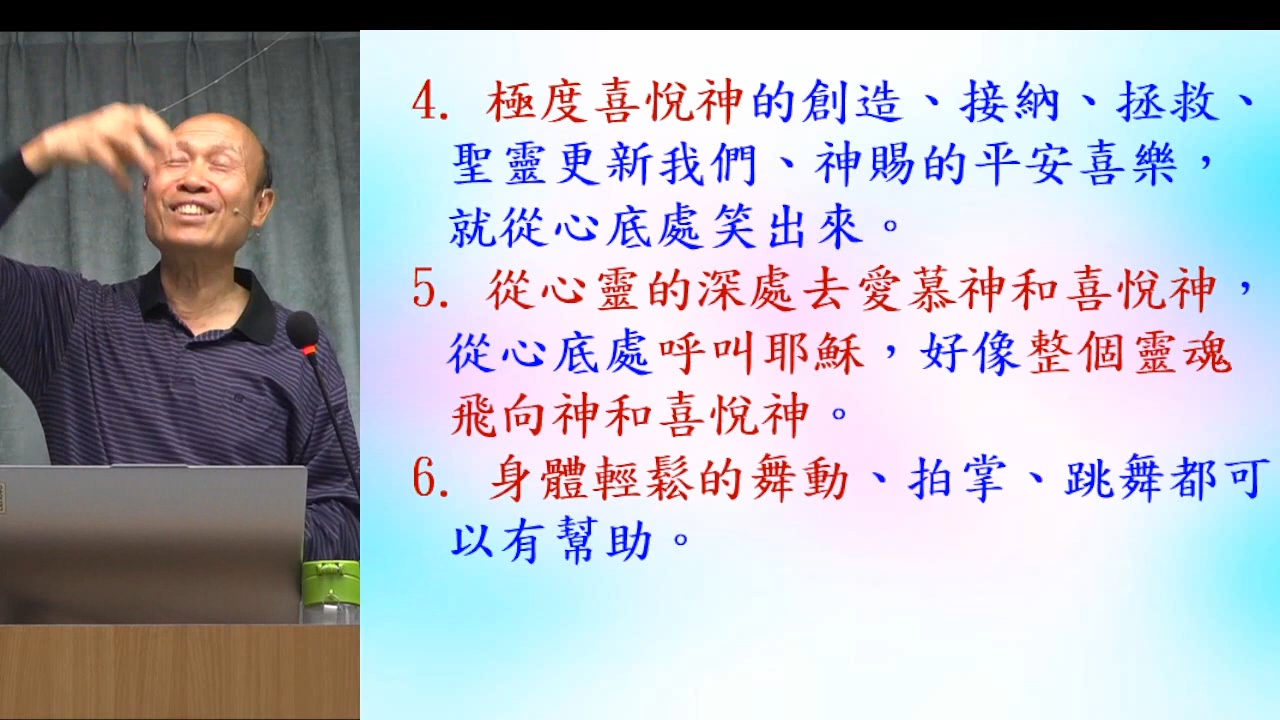 4. 極度喜悅神的創造、接納、拯救、
聖靈更新我們、神賜的平安喜樂，
就從心底處笑出來。
5. 從心靈的深處去愛慕神和喜悅神，
從心底處呼叫耶穌，好像整個靈魂
飛向神和喜悅神。
6. 身體輕鬆的舞動、拍掌、跳舞都可
以有幫助。